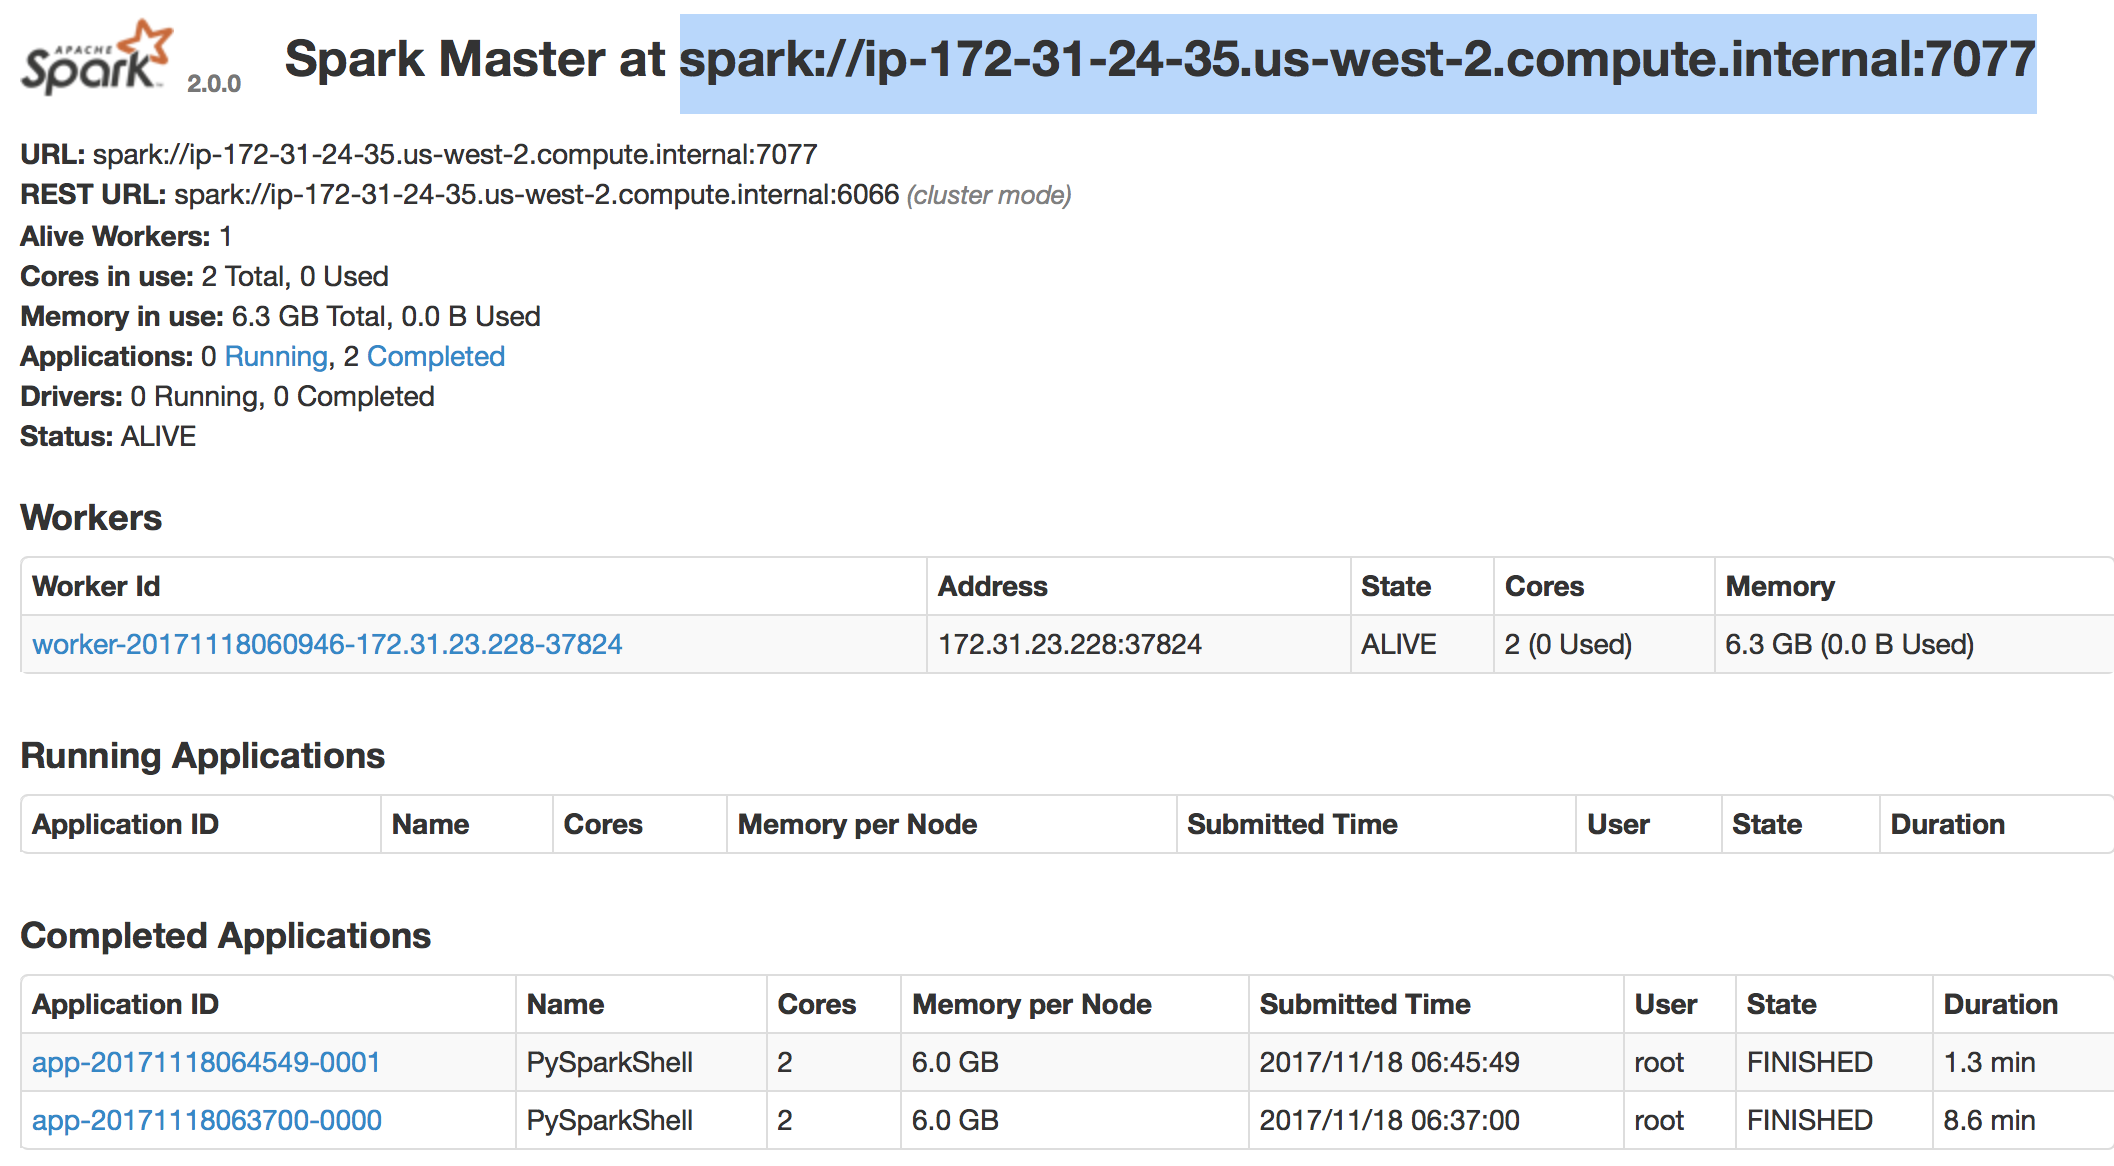 APACHE
Spark 2.0.0 Spark Master at spark://ip-172-31-24-35.us-west-2.compute.internal:7077
URL: spark://ip-172-31-24-35.us-west-2.compute.internal:7077
REST URL: spark://ip-172-31-24-35.us-west-2.compute.internal:6066 (cluster mode)
Alive Workers: 1
Cores in use: 2 Total, 0 Used
Memory in use: 6.3 GB Total, 0.0 B Used
Applications: 0 Running, 2 Completed
Drivers: 0 Running, 0 Completed
Status: ALIVE
Workers
Worker Id Address State Cores Memory
worker-20171118060946-172.31.23.228-37824 172.31.23.228:37824 ALIVE 2 (0 Used) 6.3 GB (0.0 B Used)
Running Applications
Application ID Name Cores Memory per Node Submitted Time User State Duration
Completed Applications
Application ID Name Cores Memory per Node Submitted Time User State Duration
app-20171118064549-0001 PySparkShell 2 6.0 GB 2017/11/18 06:45:49 root FINISHED 1.3 min
app-20171118063700-0000 PySparkShell 2 6.0 GB 2017/11/18 06:37:00 root FINISHED 8.6 min